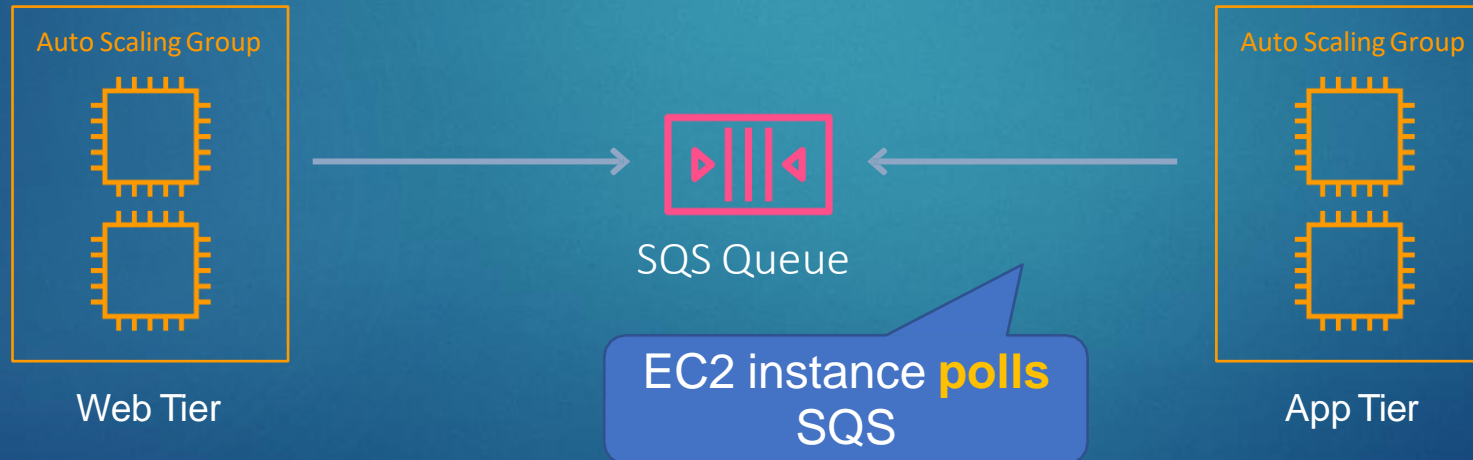 Auto Scaling Group
Web Tier
SQS Queue
EC2 instance polls
SQS
Auto Scaling Group
App Tier